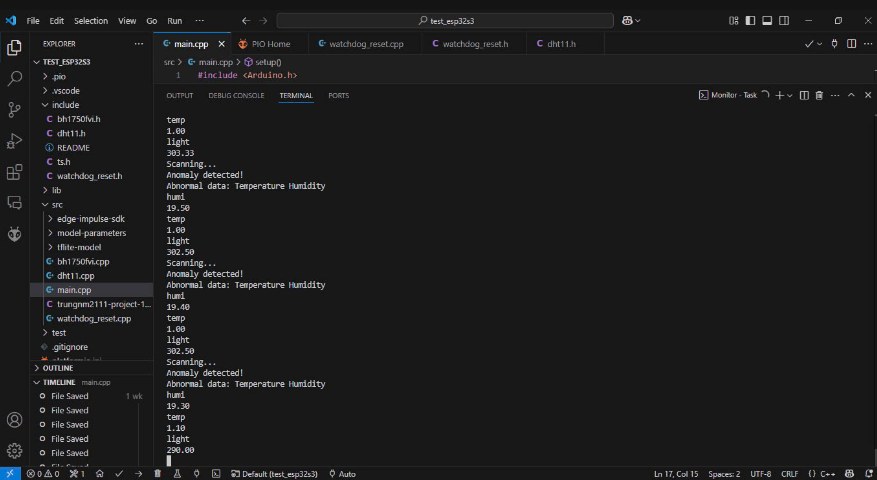 File Edit Selection View Go Run ··· test_esp32s3
EXPLORER ···
TEST_ESP32S3
.pio
.vscode
include
bh1750fvi.h
dht11.h
README
ts.h
watchdog_reset.h
lib
src
edge-impulse-sdk
model-parameters
tflite-model
bh1750fvi.cpp
dht11.cpp
main.cpp
trungnm2111-project-1...
watchdog_reset.cpp
test
.gitignore
platformio.ini
OUTLINE
TIMELINE main.cpp
File Saved 1 wk
File Saved
File Saved
File Saved
File Saved
File Saved
main.cpp PIO Home watchdog_reset.cpp watchdog_reset.h dht11.h
src > main.cpp > setup()
1 #include <Arduino.h>
OUTPUT DEBUG CONSOLE TERMINAL PORTS Monitor - Task
temp
1.00
light
303.33
Scanning...
Anomaly detected!
Abnormal data: Temperature Humidity
humi
19.50
temp
1.00
light
302.50
Scanning...
Anomaly detected!
Abnormal data: Temperature Humidity
humi
19.40
temp
1.00
light
302.50
Scanning...
Anomaly detected!
Abnormal data: Temperature Humidity
humi
19.30
temp
1.10
light
290.00
0 0 1 Default (test_esp32s3) Auto Ln 17, Col 15 Spaces: 2 UTF-8 CRLF {} C++